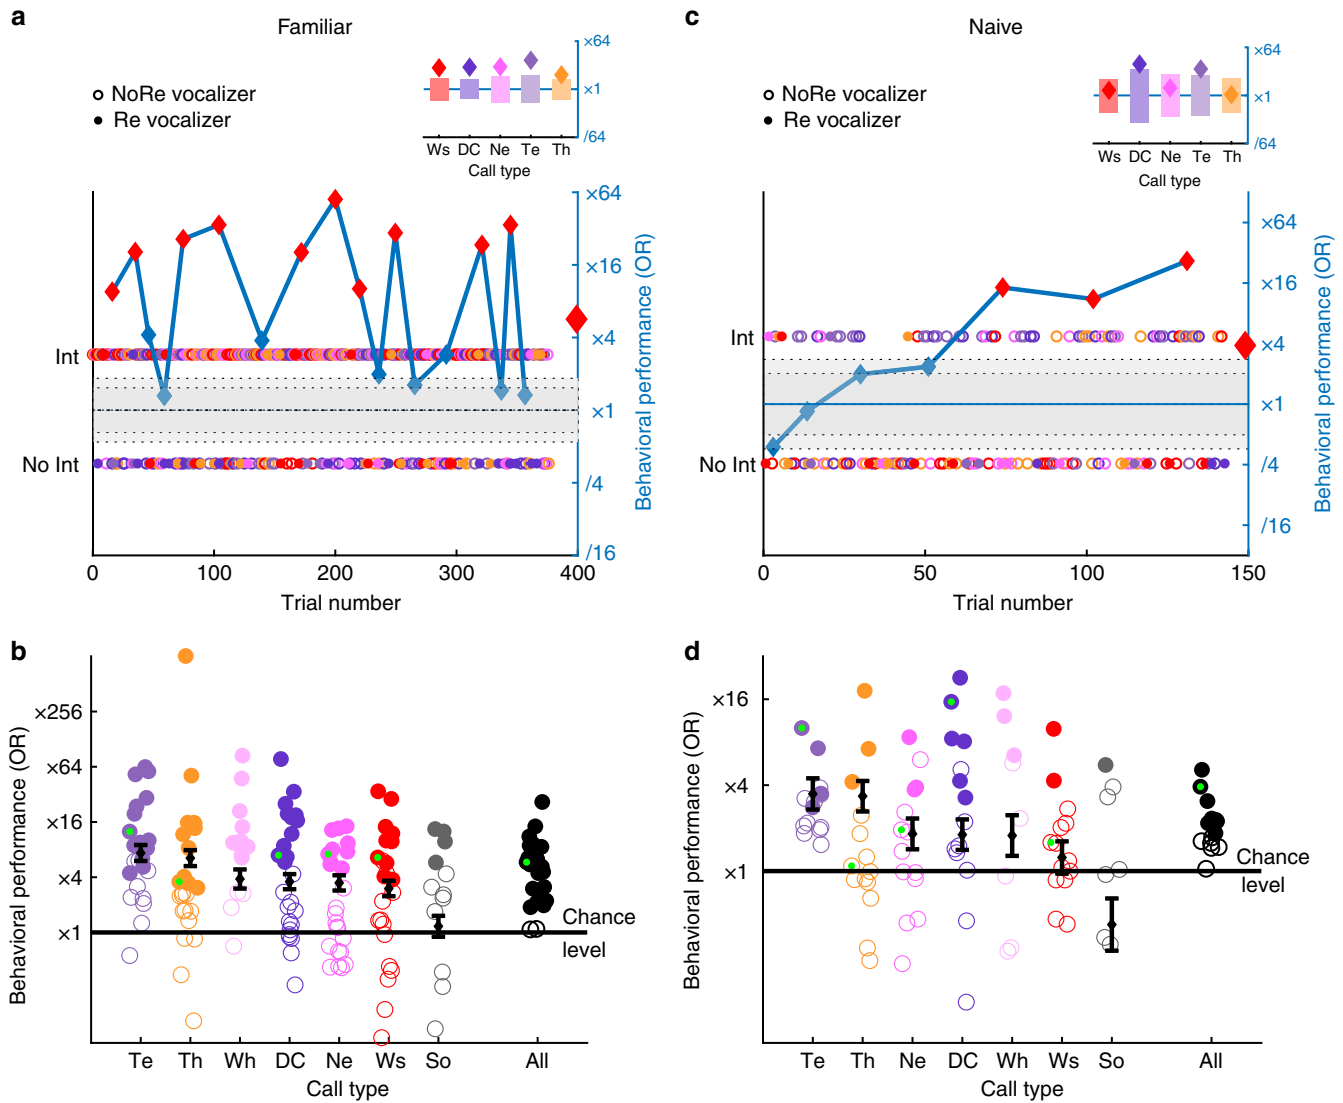 a
Familiar
NoRe vocalizer
Re vocalizer
×64
×1
/64
Ws DC Ne Te Th
Call type
×64
×16
×4
×1
/4
/16
Behavioral performance (OR)
Int
No Int
0 100 200 300 400
Trial number
c
Naive
NoRe vocalizer
Re vocalizer
×64
×1
/64
Ws DC Ne Te Th
Call type
×64
×16
×4
×1
/4
/16
Behavioral performance (OR)
Int
No Int
0 50 100 150
Trial number
b
Behavioral performance (OR)
×256
×64
×16
×4
×1
Chance
level
Te Th Wh DC Ne Ws So All
Call type
d
Behavioral performance (OR)
×16
×4
×1
Chance
level
Te Th Ne DC Wh Ws So All
Call type